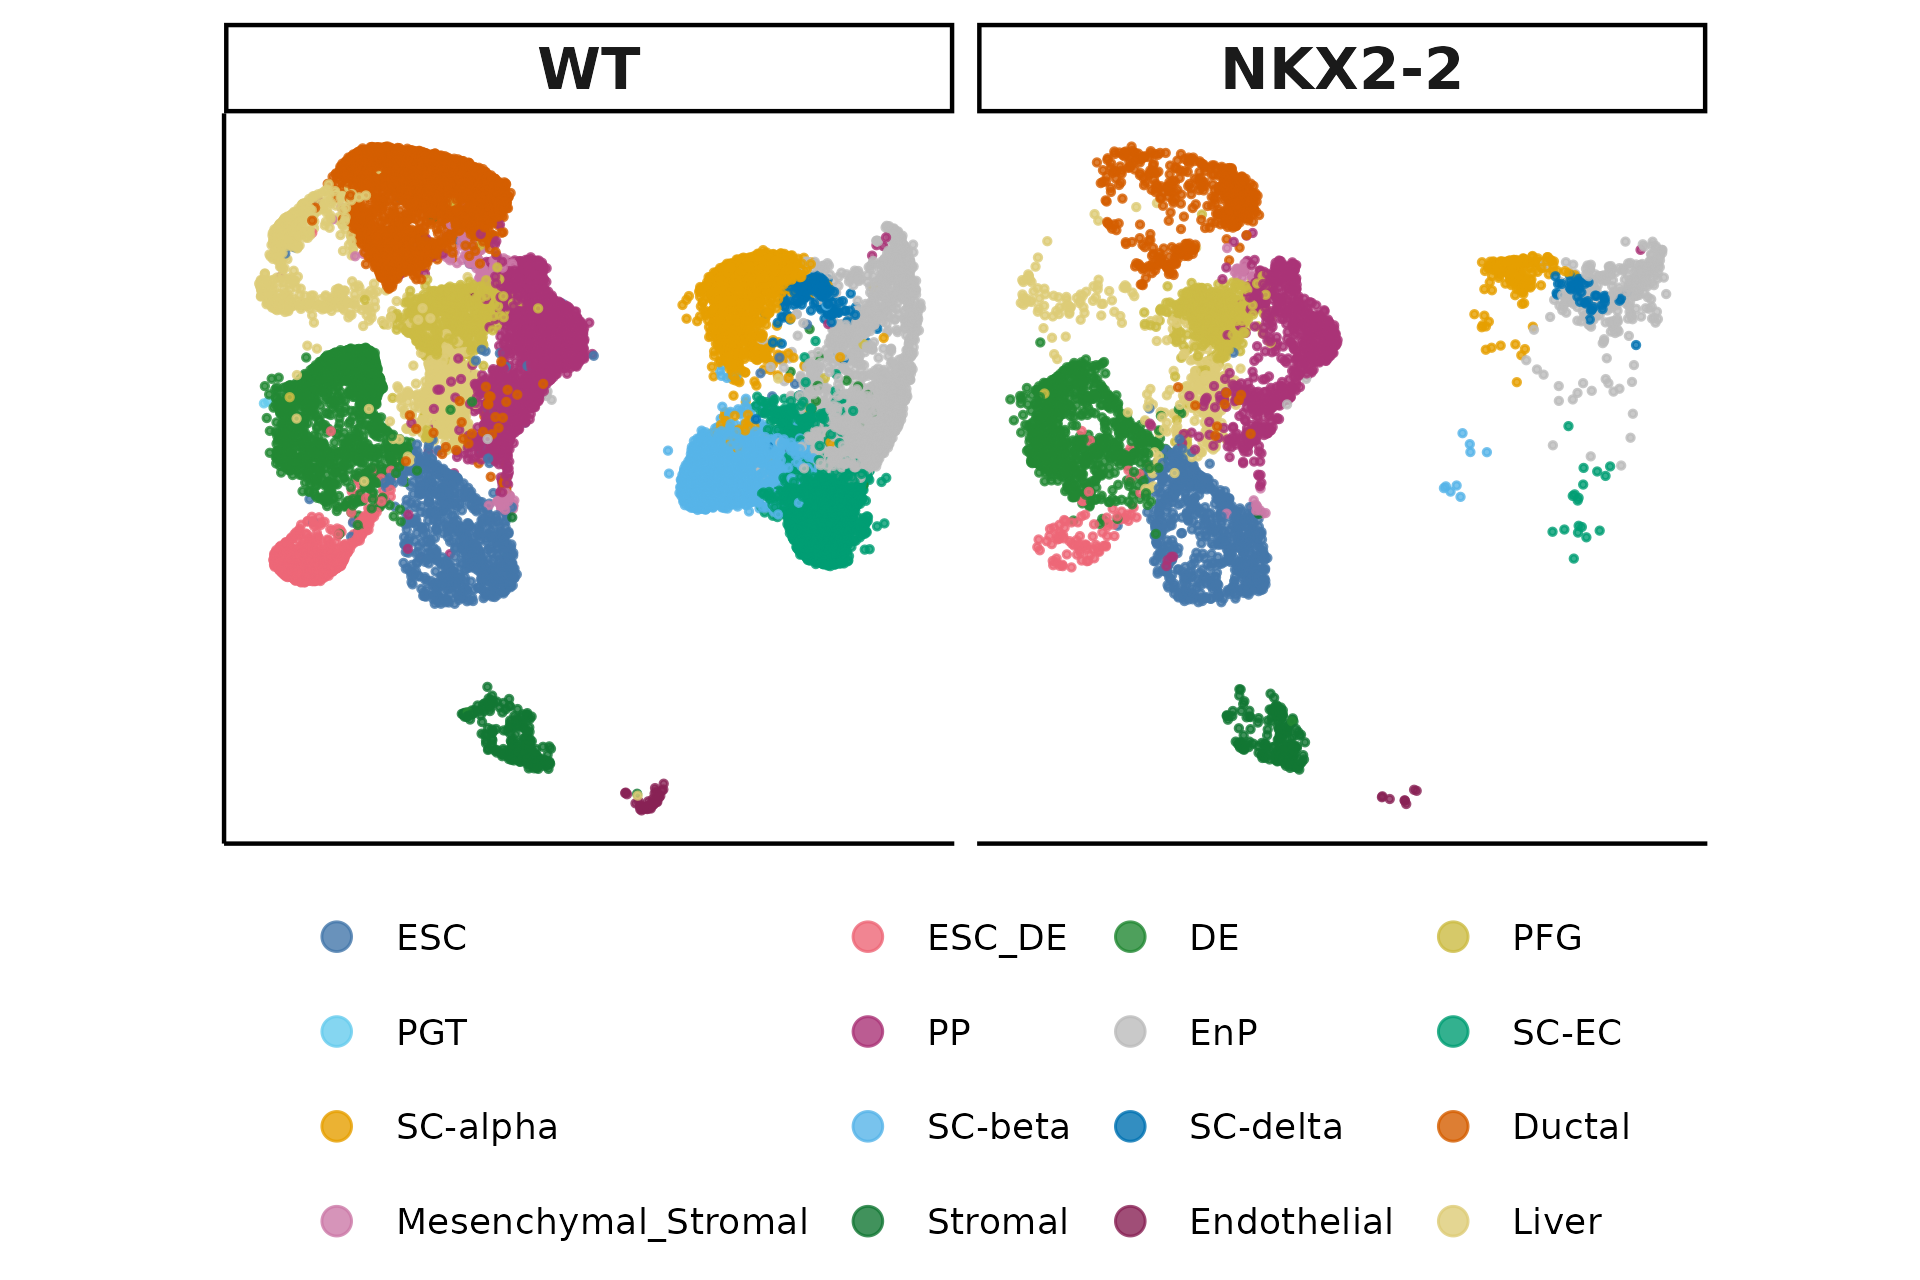 WT
NKX2-2
ESC
ESC_DE
DE
PFG
PGT
PP
EnP
SC-EC
SC-alpha
SC-beta
SC-delta
Ductal
Mesenchymal_Stromal
Stromal
Endothelial
Liver